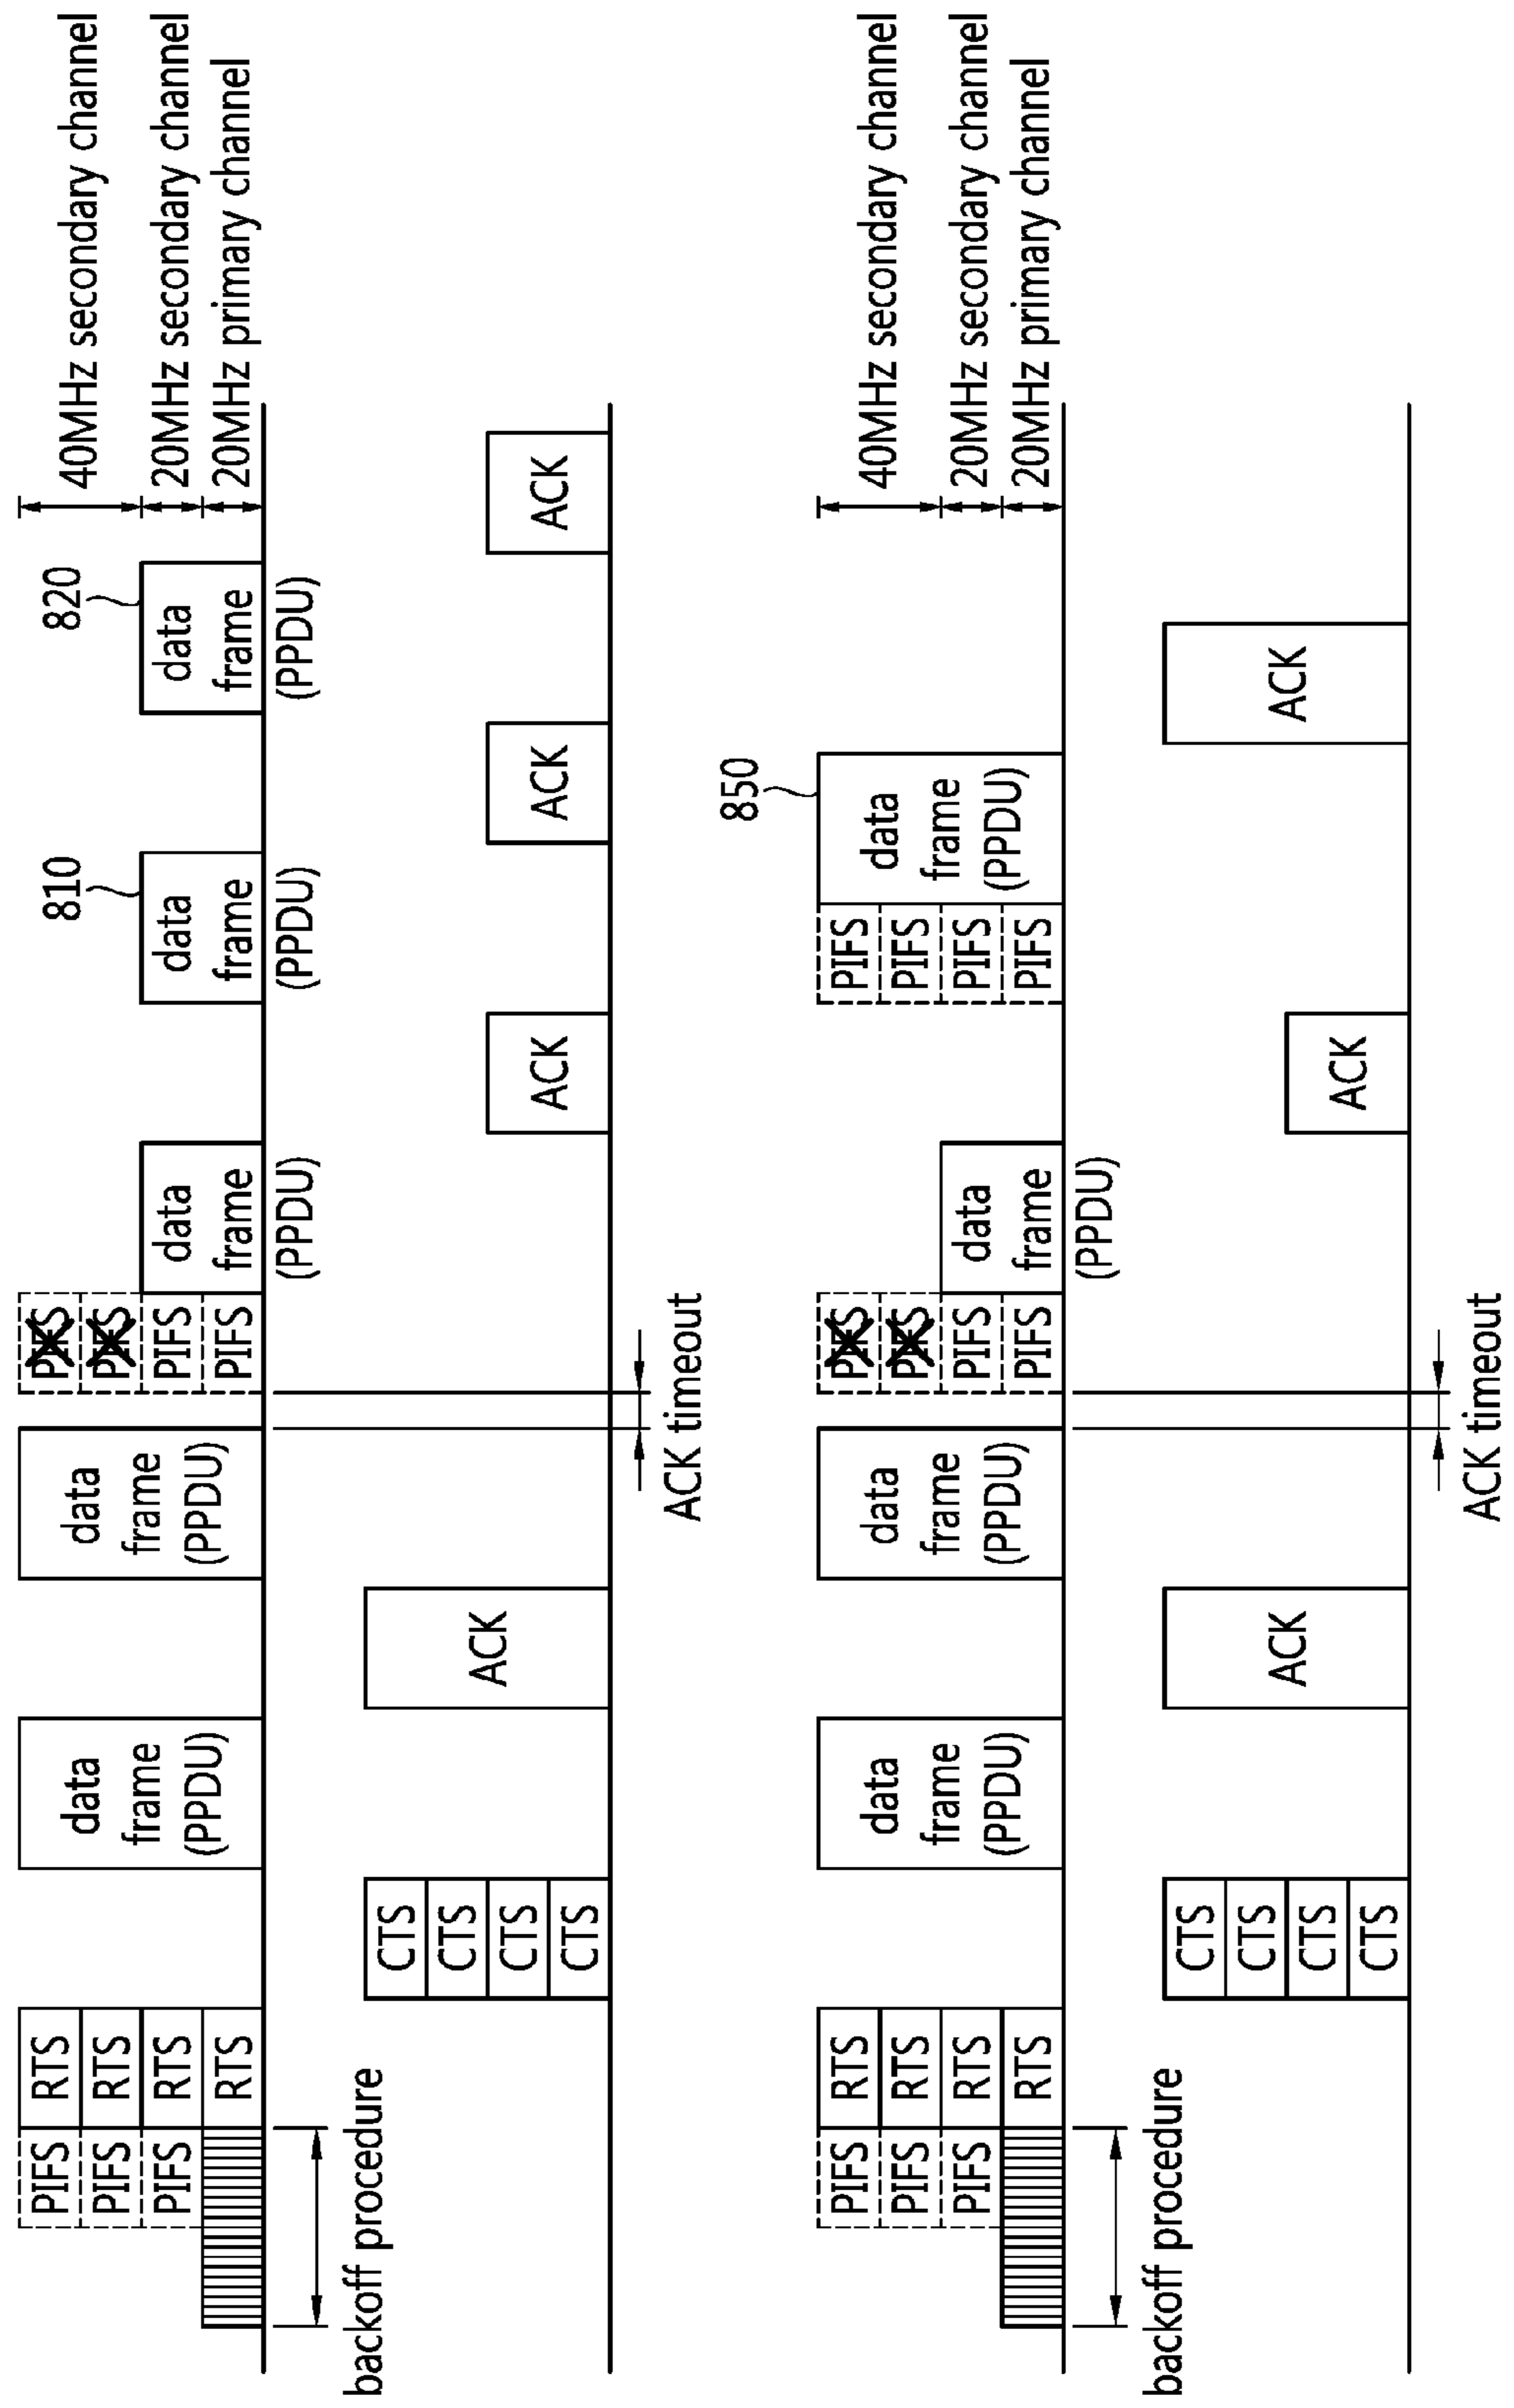 PIFS
PIFS
PIFS
RTS
RTS
RTS
RTS
data
frame
(PPDU)
data
frame
(PPDU)
PIFS
PIFS
PIFS
PIFS
data
frame
(PPDU)
810
data
frame
(PPDU)
820
data
frame
(PPDU)
40MHz secondary channel
20MHz secondary channel
20MHz primary channel
backoff procedure
CTS
CTS
CTS
CTS
ACK
ACK timeout
ACK
ACK
ACK
PIFS
PIFS
PIFS
RTS
RTS
RTS
RTS
data
frame
(PPDU)
data
frame
(PPDU)
PIFS
PIFS
PIFS
PIFS
data
frame
(PPDU)
PIFS
PIFS
PIFS
PIFS
850
data
frame
(PPDU)
40MHz secondary channel
20MHz secondary channel
20MHz primary channel
backoff procedure
CTS
CTS
CTS
CTS
ACK
ACK timeout
ACK
ACK